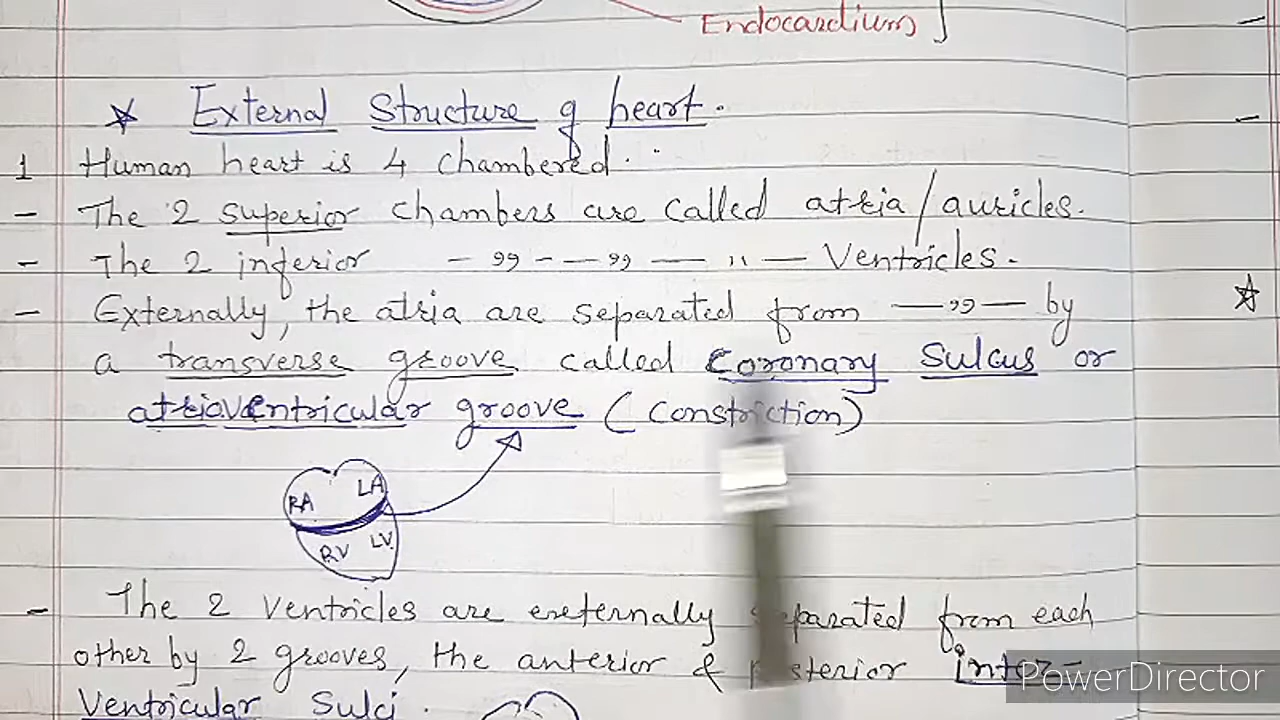 Endocardium]
☆ External Structure of heart.
1 Human heart is 4 chambered.
- The 2 superior chambers are called atria/auricles.
- The 2 inferior - ,, - - ,, - ,, - Ventricles.
- Externally, the atria are separated from - ,, - by
a transverse groove called Coronary Sulcus or
atrioventricular groove (Constriction)
RA LA
RV LV
- The 2 ventricles are externally separated from each
other by 2 grooves, the anterior & posterior inter-
Ventricular Sulci.
PowerDirector